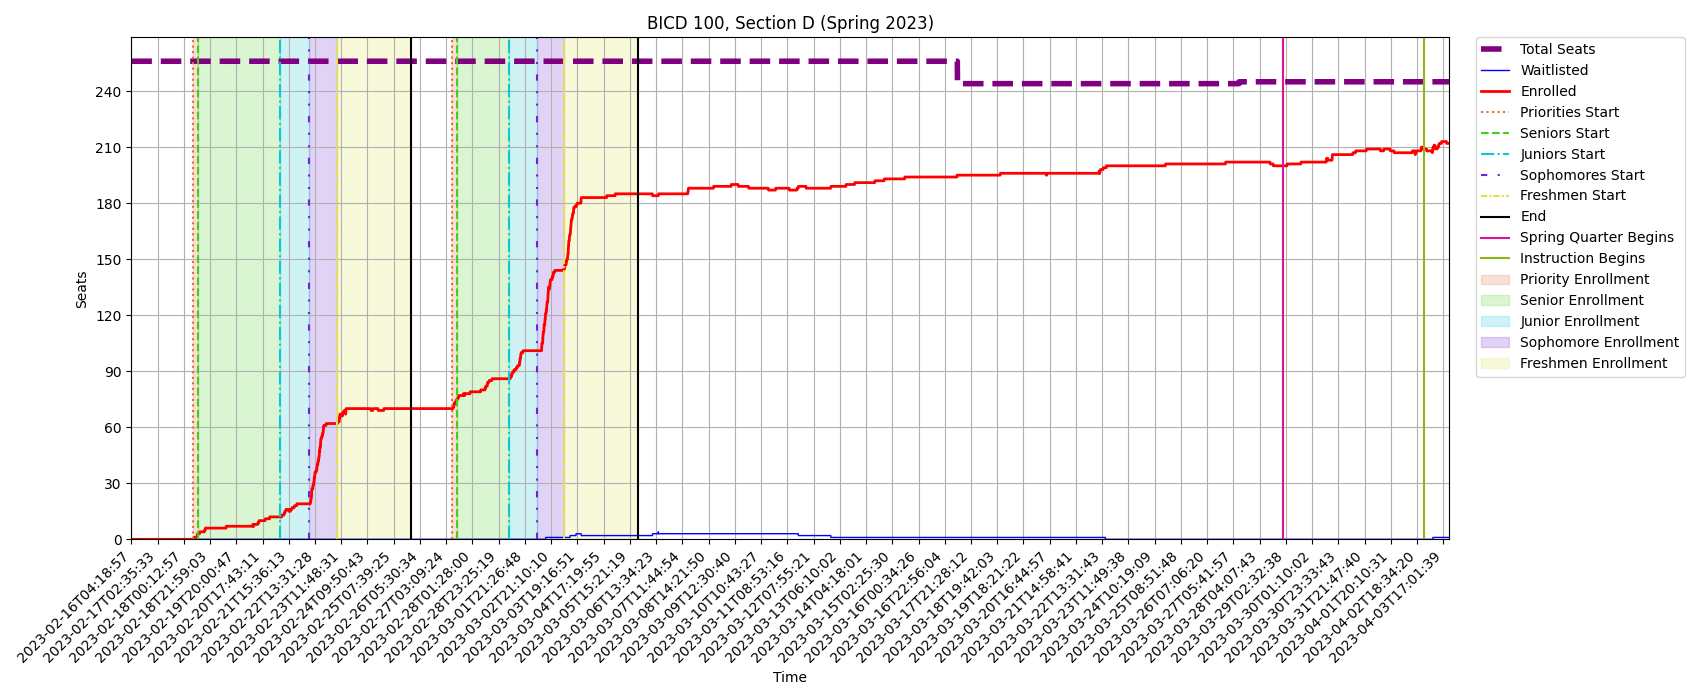 BICD 100, Section D (Spring 2023)
Seats
240
210
180
150
120
90
60
30
0
2023-02-16T04:18:57
2023-02-17T02:35:33
2023-02-18T00:12:57
2023-02-18T21:59:03
2023-02-19T20:00:47
2023-02-20T17:43:11
2023-02-21T15:36:13
2023-02-22T13:31:28
2023-02-23T11:48:31
2023-02-24T09:50:43
2023-02-25T07:39:25
2023-02-26T05:30:34
2023-02-27T03:09:24
2023-02-28T01:28:00
2023-02-28T23:25:19
2023-03-01T21:26:48
2023-03-02T21:10:10
2023-03-03T19:16:51
2023-03-04T17:19:55
2023-03-05T15:21:19
2023-03-06T13:34:23
2023-03-07T11:44:54
2023-03-08T14:21:50
2023-03-09T12:30:40
2023-03-10T10:43:27
2023-03-11T08:53:16
2023-03-12T07:55:21
2023-03-13T06:10:02
2023-03-14T04:18:01
2023-03-15T02:25:30
2023-03-16T00:34:26
2023-03-16T22:56:04
2023-03-17T21:28:12
2023-03-18T19:42:03
2023-03-19T18:21:22
2023-03-20T16:44:57
2023-03-21T14:58:41
2023-03-22T13:31:43
2023-03-23T11:49:38
2023-03-24T10:19:09
2023-03-25T08:51:48
2023-03-26T07:06:20
2023-03-27T05:41:57
2023-03-28T04:07:43
2023-03-29T02:32:38
2023-03-30T01:10:02
2023-03-30T23:33:43
2023-03-31T21:47:40
2023-04-01T20:10:31
2023-04-02T18:34:20
2023-04-03T17:01:39
Time
Total Seats
Waitlisted
Enrolled
Priorities Start
Seniors Start
Juniors Start
Sophomores Start
Freshmen Start
End
Spring Quarter Begins
Instruction Begins
Priority Enrollment
Senior Enrollment
Junior Enrollment
Sophomore Enrollment
Freshmen Enrollment